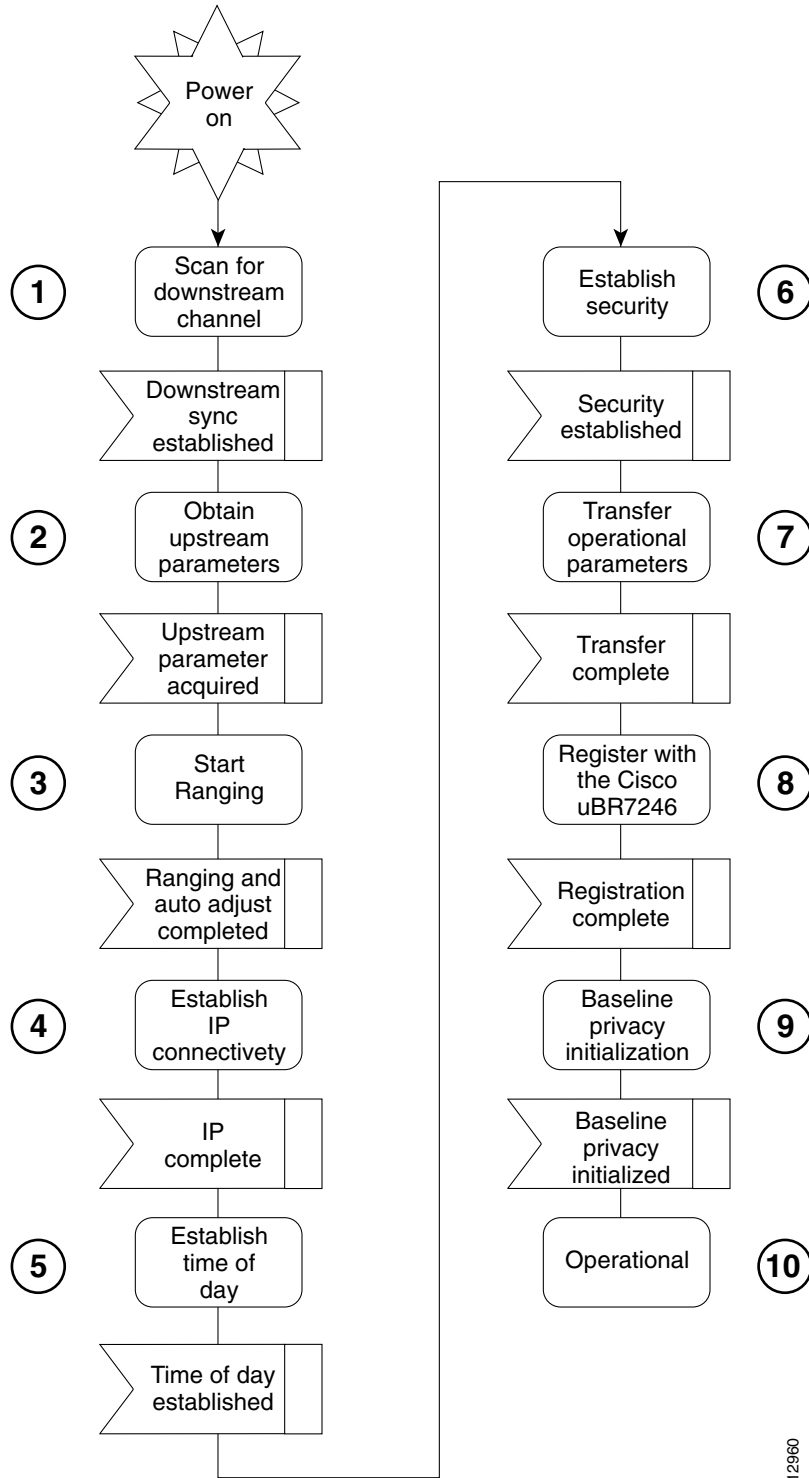 Power
on
1
Scan for
downstream
channel
Downstream
sync
established
2
Obtain
upstream
parameters
Upstream
parameter
acquired
3
Start
Ranging
Ranging and
auto adjust
completed
4
Establish
IP
connectivety
IP
complete
5
Establish
time of
day
Time of day
established
6
Establish
security
Security
established
7
Transfer
operational
parameters
Transfer
complete
8
Register with
the Cisco
uBR7246
Registration
complete
9
Baseline
privacy
initialization
Baseline
privacy
initialized
10
Operational
12960